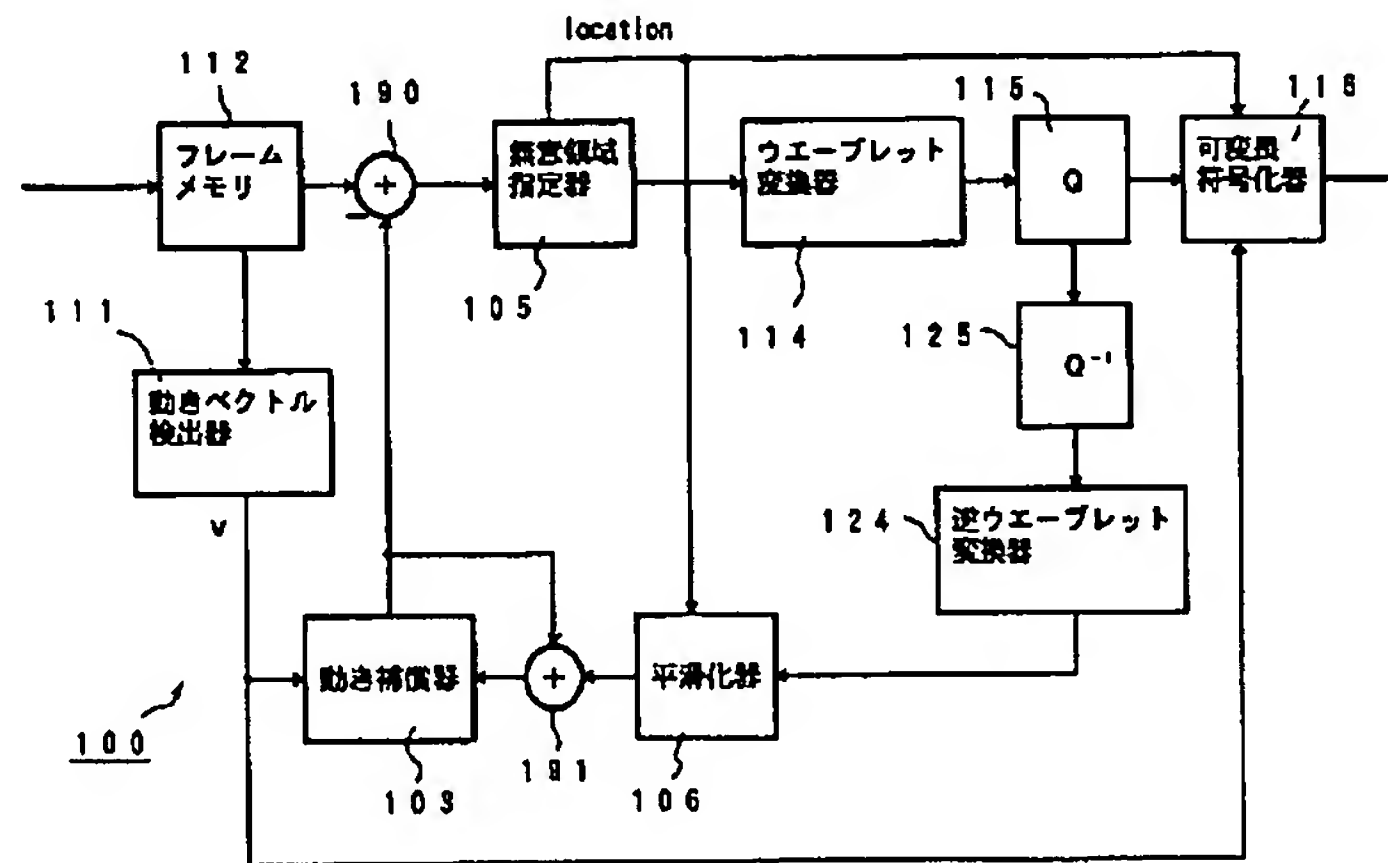 location
112
190
115
116
フレーム
メモリ
+
−
領域
指定器
ウエーブレット
変換器
Q
可変長
符号化器
105
114
111
125
Q⁻¹
動きベクトル
検出器
v
124
逆ウエーブレット
変換器
動き補償器
+
平滑化器
100
103
191
106